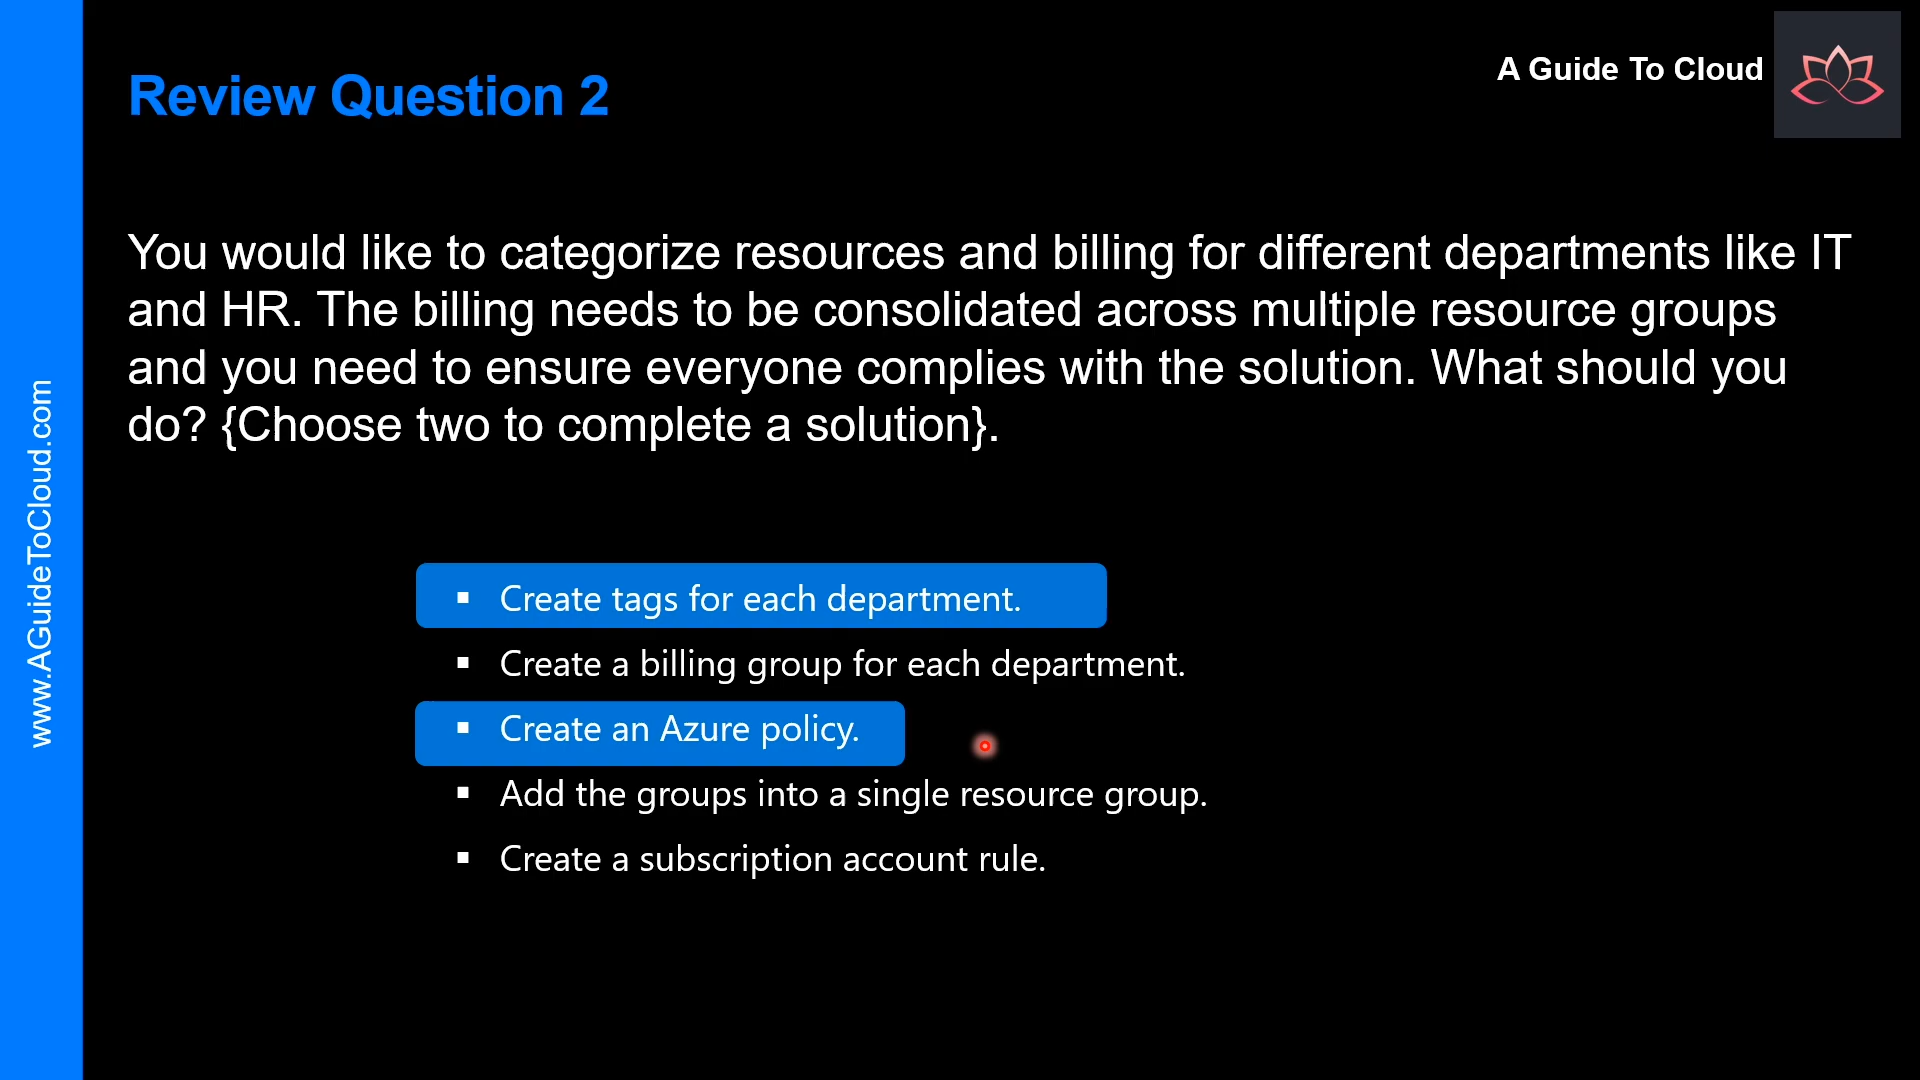 A Guide To Cloud
Review Question 2
You would like to categorize resources and billing for different departments like IT
and HR. The billing needs to be consolidated across multiple resource groups
and you need to ensure everyone complies with the solution. What should you
do? {Choose two to complete a solution}.
▪ Create tags for each department.
▪ Create a billing group for each department.
▪ Create an Azure policy.
▪ Add the groups into a single resource group.
▪ Create a subscription account rule.
www.AGuideToCloud.com